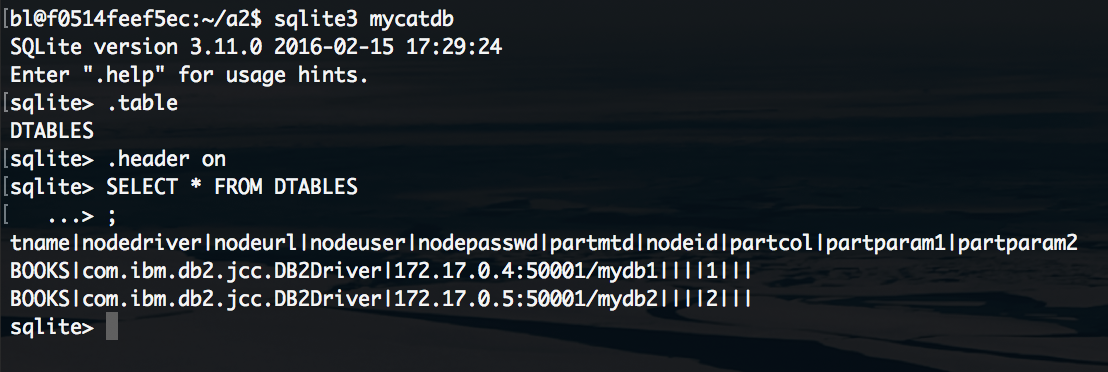 [bl@f0514feef5ec:~/a2$ sqlite3 mycatdb
SQLite version 3.11.0 2016-02-15 17:29:24
Enter ".help" for usage hints.
[sqlite> .table
DTABLES
[sqlite> .header on
[sqlite> SELECT * FROM DTABLES
[   ...> ;
tname|nodedriver|nodeurl|nodeuser|nodepasswd|partmtd|nodeid|partcol|partparam1|partparam2
BOOKS|com.ibm.db2.jcc.DB2Driver|172.17.0.4:50001/mydb1||||1|||
BOOKS|com.ibm.db2.jcc.DB2Driver|172.17.0.5:50001/mydb2||||2|||
sqlite>